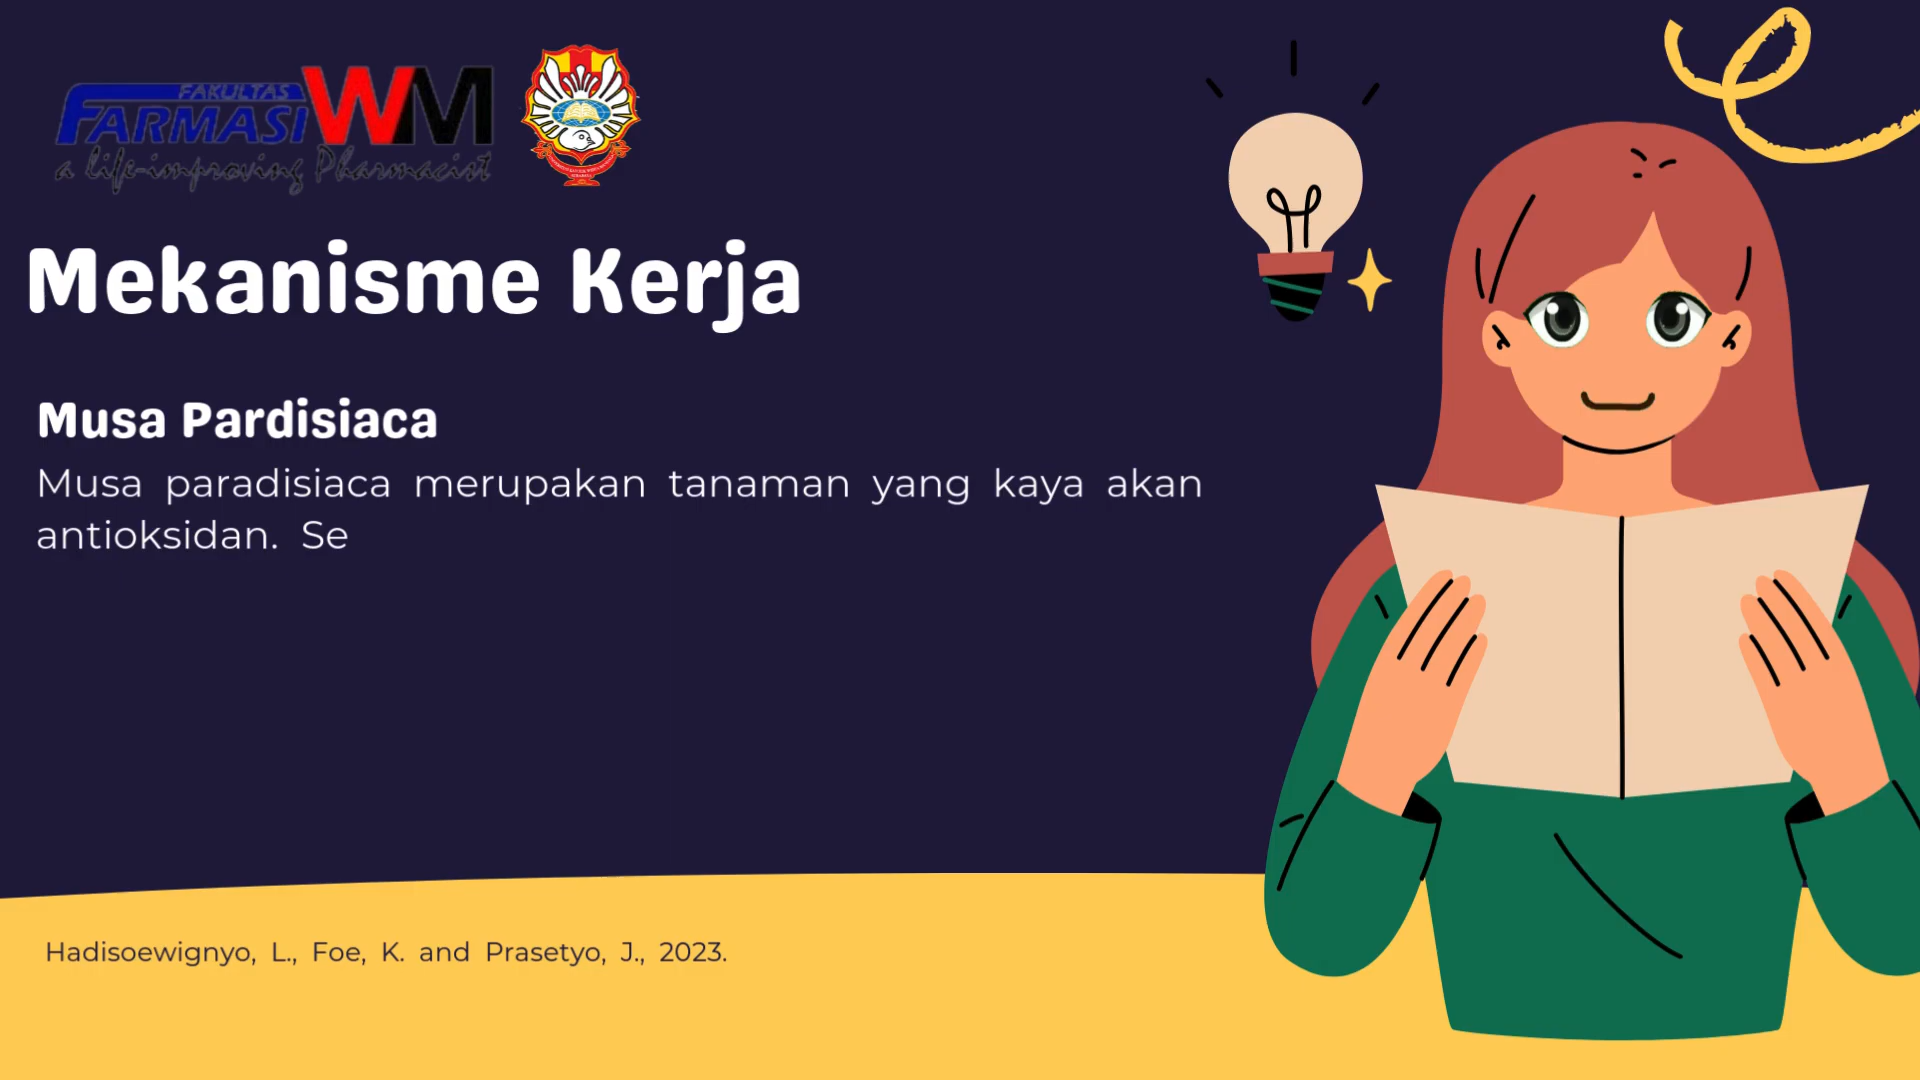 FAKULTAS
FARMASI WM
a life-improving Pharmacist
Mekanisme Kerja
Musa Pardisiaca
Musa paradisiaca merupakan tanaman yang kaya akan
antioksidan. Se
Hadisoewignyo, L., Foe, K. and Prasetyo, J., 2023.